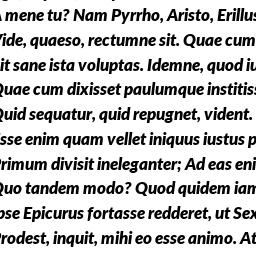 A mene tu? Nam Pyrrho, Aristo, Erillus
Vide, quaeso, rectumne sit. Quae cum
Sit sane ista voluptas. Idemne, quod iu
Quae cum dixisset paulumque institiss
Quid sequatur, quid repugnet, vident.
Esse enim quam vellet iniquus iustus p
Primum divisit ineleganter; Ad eas eni
Quo tandem modo? Quod quidem iam
Ipse Epicurus fortasse redderet, ut Sex
Prodest, inquit, mihi eo esse animo. At